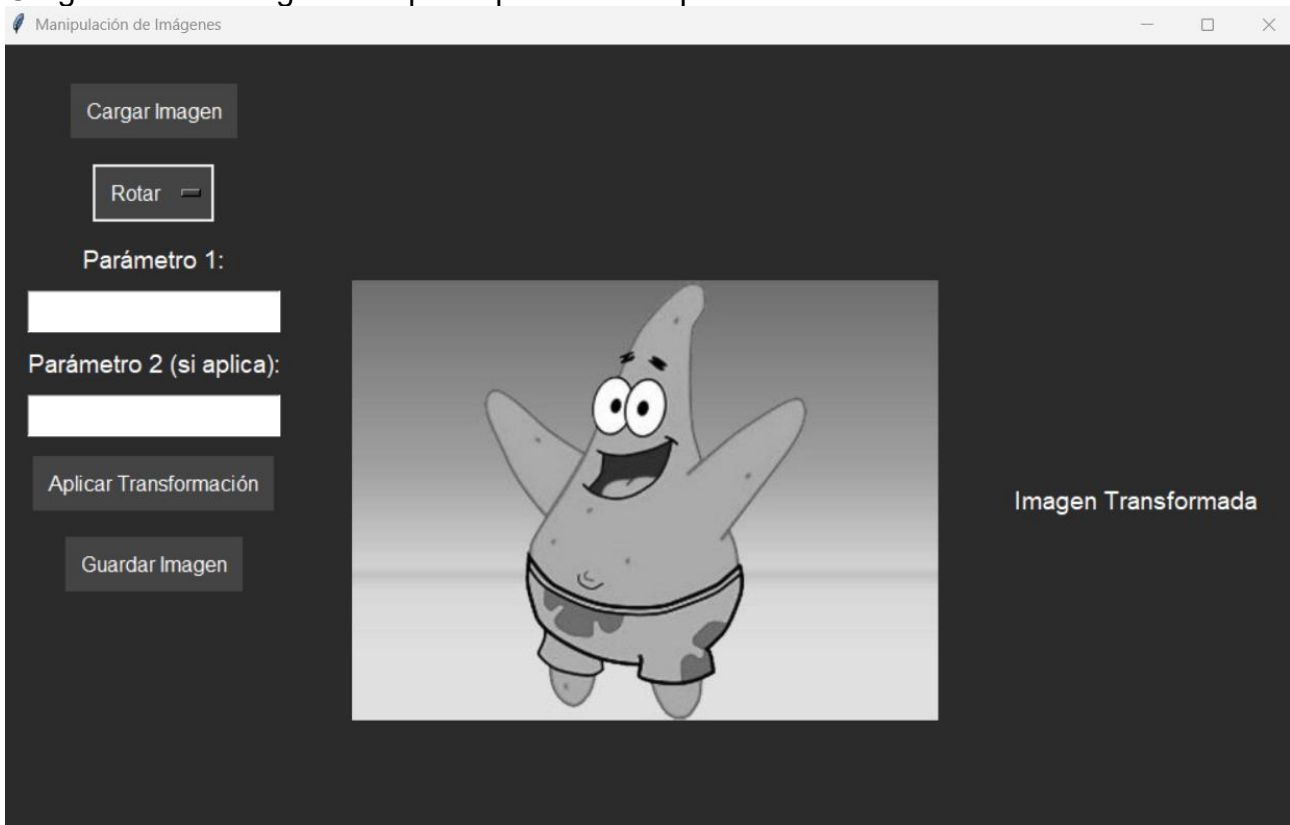 Manipulación de Imágenes
Cargar Imagen
Rotar
Parámetro 1:
Parámetro 2 (si aplica):
Aplicar Transformación
Guardar Imagen
Imagen Transformada